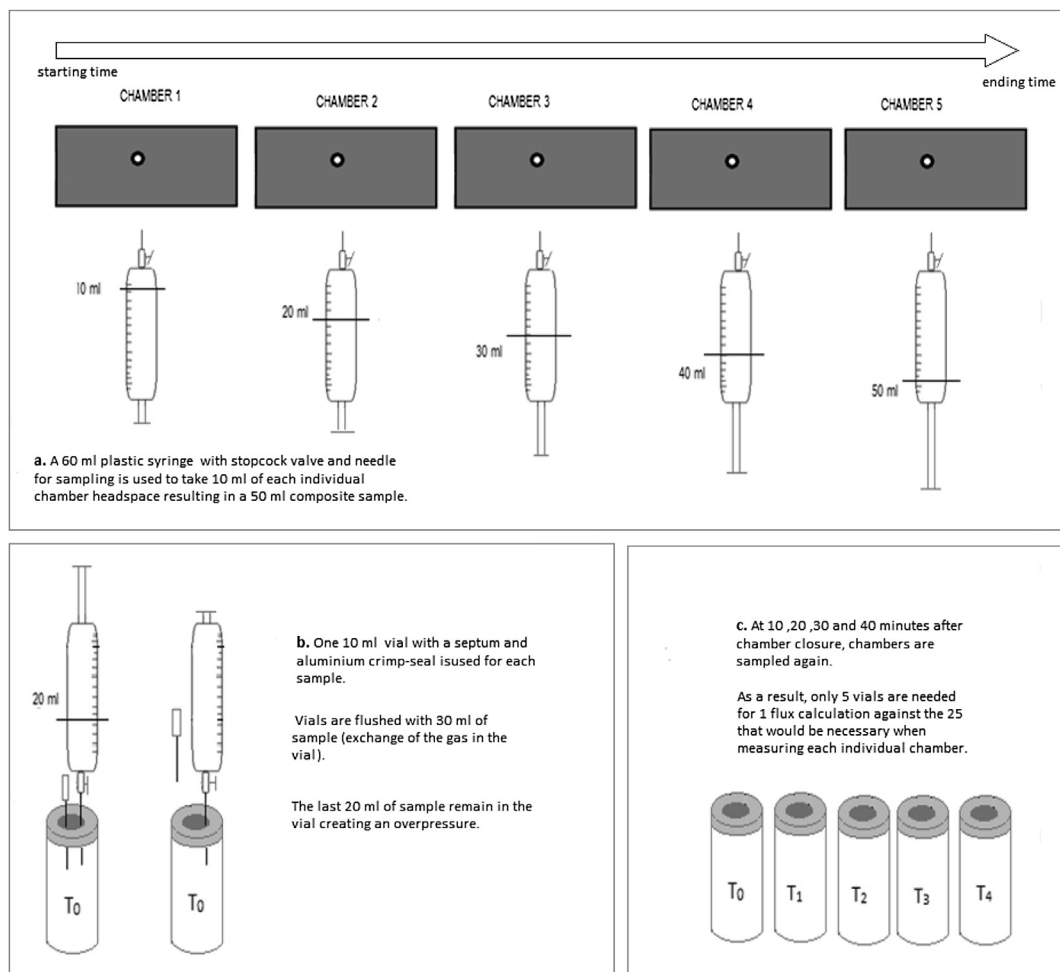 starting time
ending time
CHAMBER 1
CHAMBER 2
CHAMBER 3
CHAMBER 4
CHAMBER 5
10 ml
20 ml
30 ml
40 ml
50 ml
a. A 60 ml plastic syringe with stopcock valve and needle
for sampling is used to take 10 ml of each individual
chamber headspace resulting in a 50 ml composite sample.
20 ml
T0
T0
b. One 10 ml vial with a septum and
aluminium crimp-seal isused for each
sample.
Vials are flushed with 30 ml of
sample (exchange of the gas in the
vial).
The last 20 ml of sample remain in the
vial creating an overpressure.
c. At 10 ,20 ,30 and 40 minutes after
chamber closure, chambers are
sampled again.
As a result, only 5 vials are needed
for 1 flux calculation against the 25
that would be necessary when
measuring each individual chamber.
T0
T1
T2
T3
T4